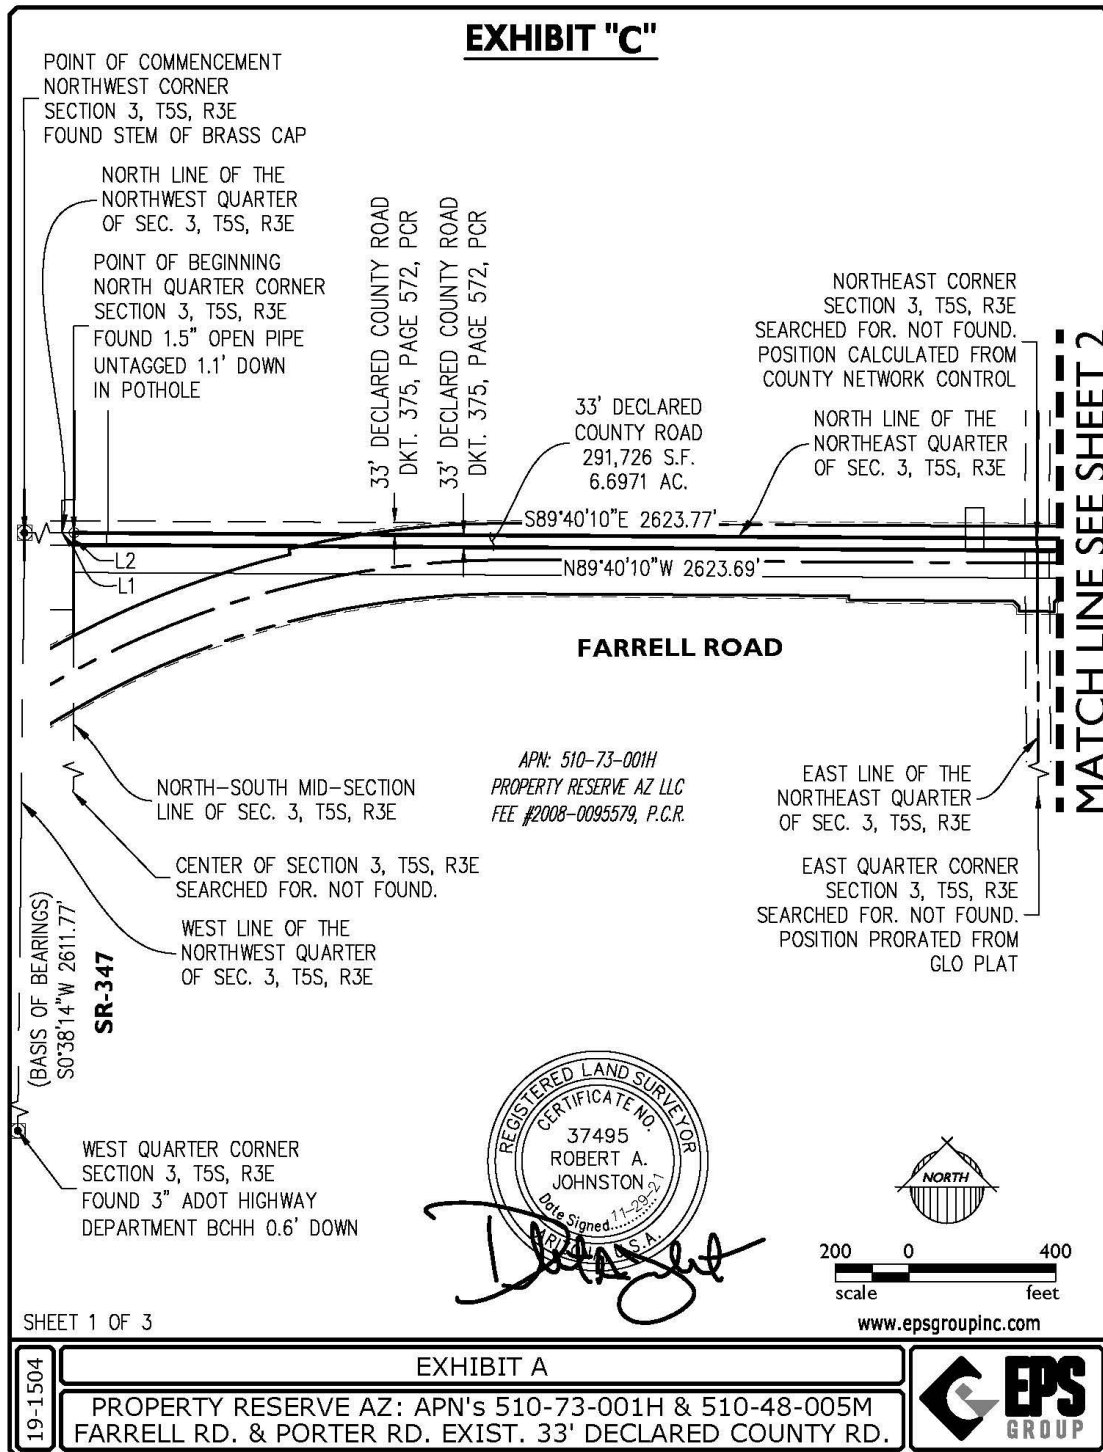 EXHIBIT "C"
POINT OF COMMENCEMENT
NORTHWEST CORNER
SECTION 3, T5S, R3E
FOUND STEM OF BRASS CAP
NORTH LINE OF THE
NORTHWEST QUARTER
OF SEC. 3, T5S, R3E
POINT OF BEGINNING
NORTH QUARTER CORNER
SECTION 3, T5S, R3E
FOUND 1.5" OPEN PIPE
UNTAGGED 1.1' DOWN
IN POTHOLE
33' DECLARED COUNTY ROAD
DKT. 375, PAGE 572, PCR
33' DECLARED COUNTY ROAD
DKT. 375, PAGE 572, PCR
33' DECLARED
COUNTY ROAD
291,726 S.F.
6.6971 AC.
NORTHEAST CORNER
SECTION 3, T5S, R3E
SEARCHED FOR. NOT FOUND.
POSITION CALCULATED FROM
COUNTY NETWORK CONTROL
NORTH LINE OF THE
NORTHEAST QUARTER
OF SEC. 3, T5S, R3E
MATCH LINE SEE SHEET 2
S89°40'10"E 2623.77'
L2
L1
N89°40'10"W 2623.69'
FARRELL ROAD
NORTH-SOUTH MID-SECTION
LINE OF SEC. 3, T5S, R3E
APN: 510-73-001H
PROPERTY RESERVE AZ LLC
FEE #2008-0095579, P.C.R.
EAST LINE OF THE
NORTHEAST QUARTER
OF SEC. 3, T5S, R3E
CENTER OF SECTION 3, T5S, R3E
SEARCHED FOR. NOT FOUND.
EAST QUARTER CORNER
SECTION 3, T5S, R3E
SEARCHED FOR. NOT FOUND.
POSITION PRORATED FROM
GLO PLAT
WEST LINE OF THE
NORTHWEST QUARTER
OF SEC. 3, T5S, R3E
(BASIS OF BEARINGS)
S0°38'14"W 2611.77'
SR-347
WEST QUARTER CORNER
SECTION 3, T5S, R3E
FOUND 3" ADOT HIGHWAY
DEPARTMENT BCHH 0.6' DOWN
REGISTERED LAND SURVEYOR
CERTIFICATE NO.
37495
ROBERT A.
JOHNSTON
Date Signed 11-29-21
ARIZONA, U.S.A.
NORTH
200 0 400
scale feet
www.epsgroupinc.com
SHEET 1 OF 3
19-1504
EXHIBIT A
PROPERTY RESERVE AZ: APN's 510-73-001H & 510-48-005M
FARRELL RD. & PORTER RD. EXIST. 33' DECLARED COUNTY RD.
EPS
GROUP